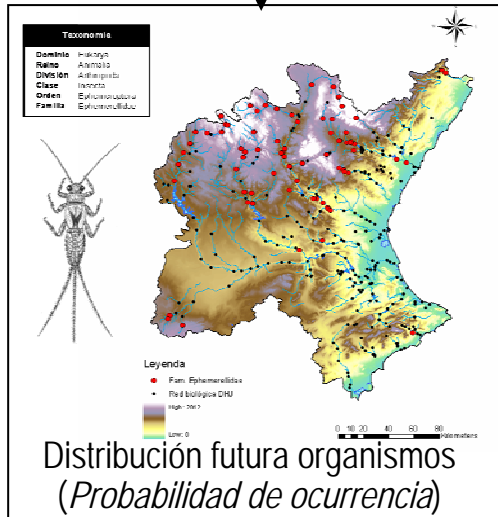 Taxonomía
Dominio Eukarya
Reino Animalia
División Arthropoda
Clase Insecta
Orden Ephemeroptera
Familia Ephemerellidae
Leyenda
Fam. Ephemerellidae
Red biológica DHJ
High:
Low: 0
0 10 20 40 60 80
Kilometers
Distribución futura organismos
(Probabilidad de ocurrencia)